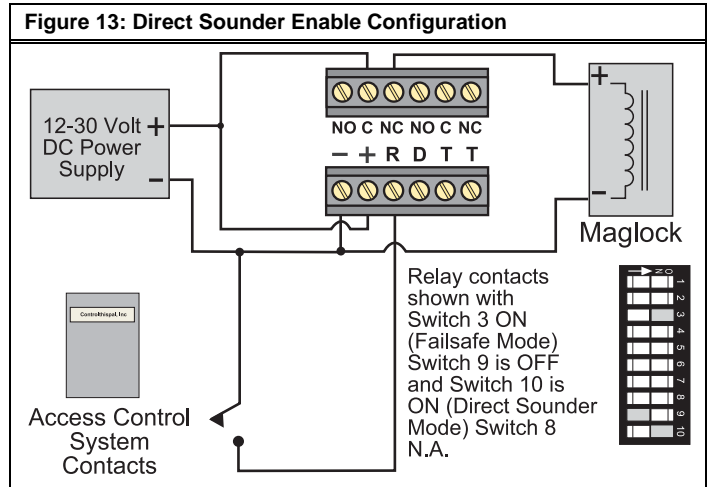 Figure 13: Direct Sounder Enable Configuration
12-30 Volt +
DC Power
Supply
-
NO C NC NO C NC
- + R D T T
+
-
Maglock
Controlthispal, Inc
Access Control
System
Contacts
Relay contacts
shown with
Switch 3 ON
(Failsafe Mode)
Switch 9 is OFF
and Switch 10 is
ON (Direct Sounder
Mode) Switch 8
N.A.
ON
1
2
3
4
5
6
7
8
9
10